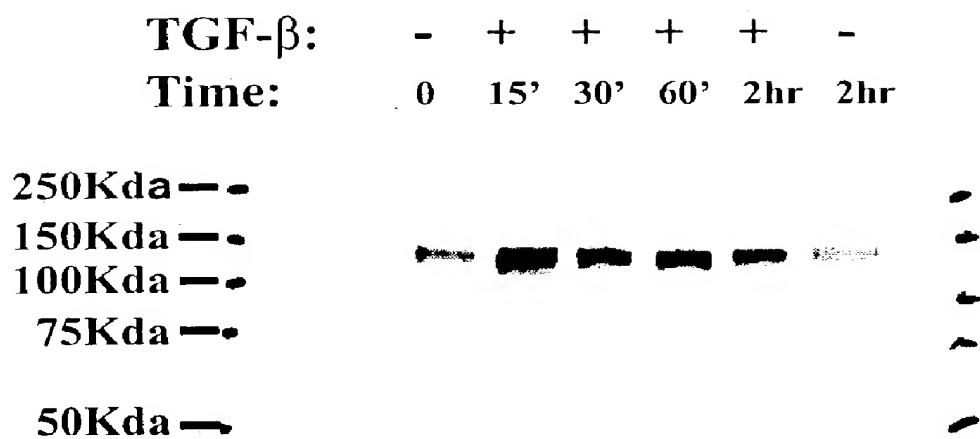 TGF-β: - + + + + -
Time: 0 15’ 30’ 60’ 2hr 2hr
250Kda
150Kda
100Kda
75Kda
50Kda